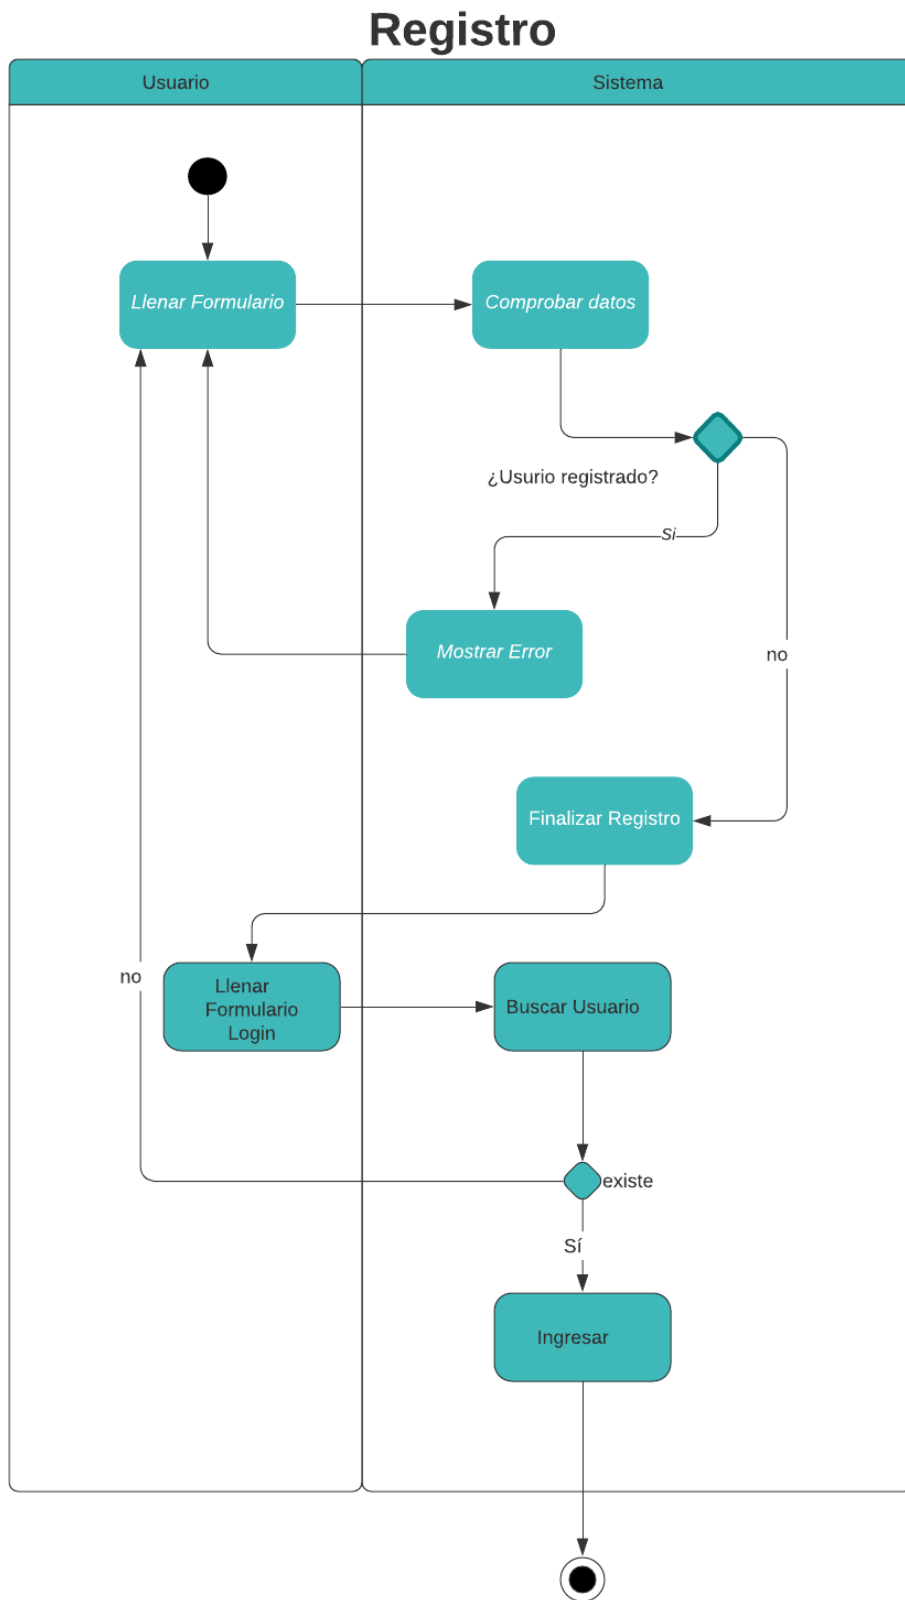 Registro
Usuario
Sistema
Llenar Formulario
Comprobar datos
¿Usurio registrado?
Si
Mostrar Error
no
Finalizar Registro
no
Llenar
Formulario
Login
Buscar Usuario
existe
Sí
Ingresar